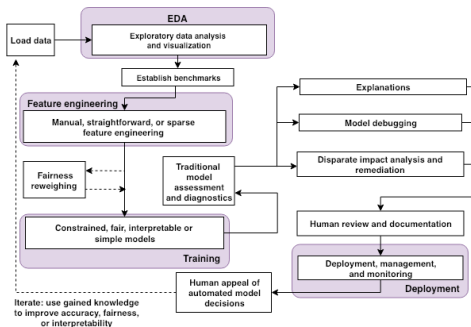 EDA
Load data
Exploratory data analysis
and visualization
Establish benchmarks
Feature engineering
Manual, straightforward, or sparse
feature engineering
Fairness
reweighing
Traditional
model
assessment
and diagnostics
Constrained, fair, interpretable or
simple models
Training
Explanations
Model debugging
Disparate impact analysis and
remediation
Human review and documentation
Deployment, management,
and monitoring
Deployment
Human appeal of
automated model
decisions
Iterate: use gained knowledge
to improve accuracy, fairness,
or interpretability